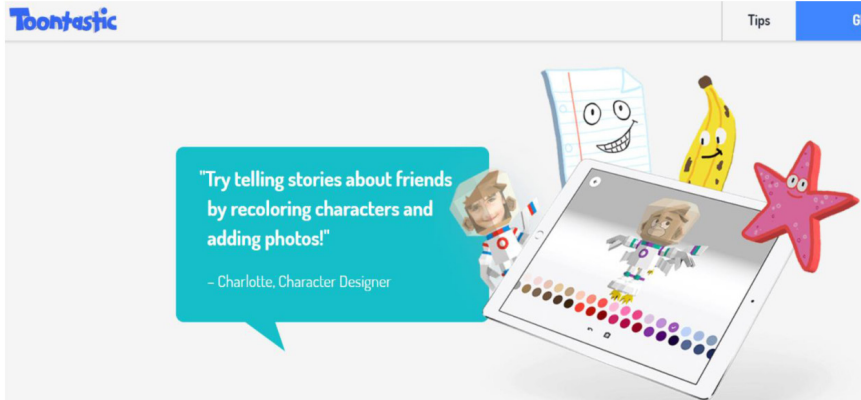 Toontastic
Tips
G
"Try telling stories about friends
by recoloring characters and
adding photos!"
– Charlotte, Character Designer